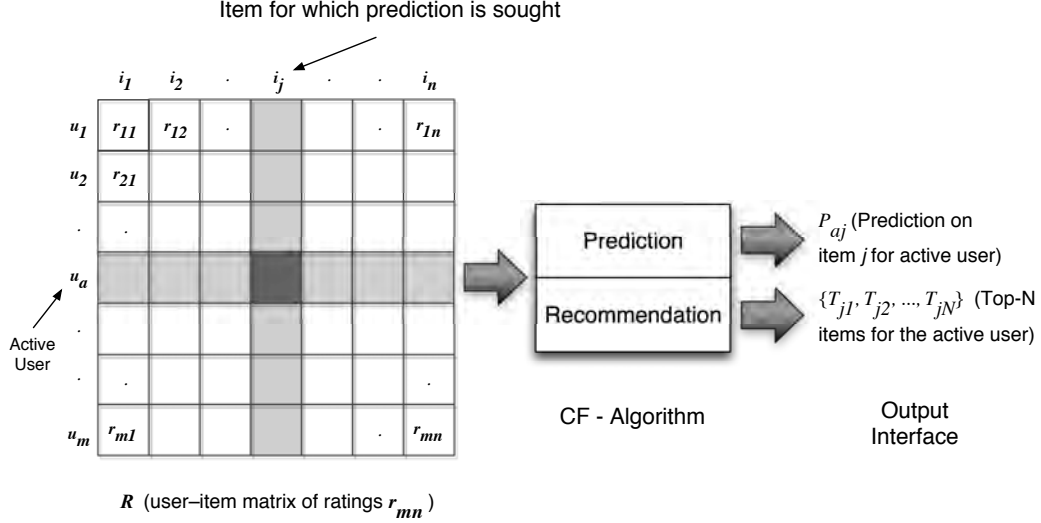 Item for which prediction is sought
i1 i2 . ij . . in
u1 r11 r12 . . r1n
u2 r21
. . .
ua
Active
User
.
. . .
um rm1 . rmn
R (user–item matrix of ratings rmn)
Prediction
Recommendation
CF - Algorithm
Paj (Prediction on
item j for active user)
{Tj1, Tj2, ..., TjN} (Top-N
items for the active user)
Output
Interface